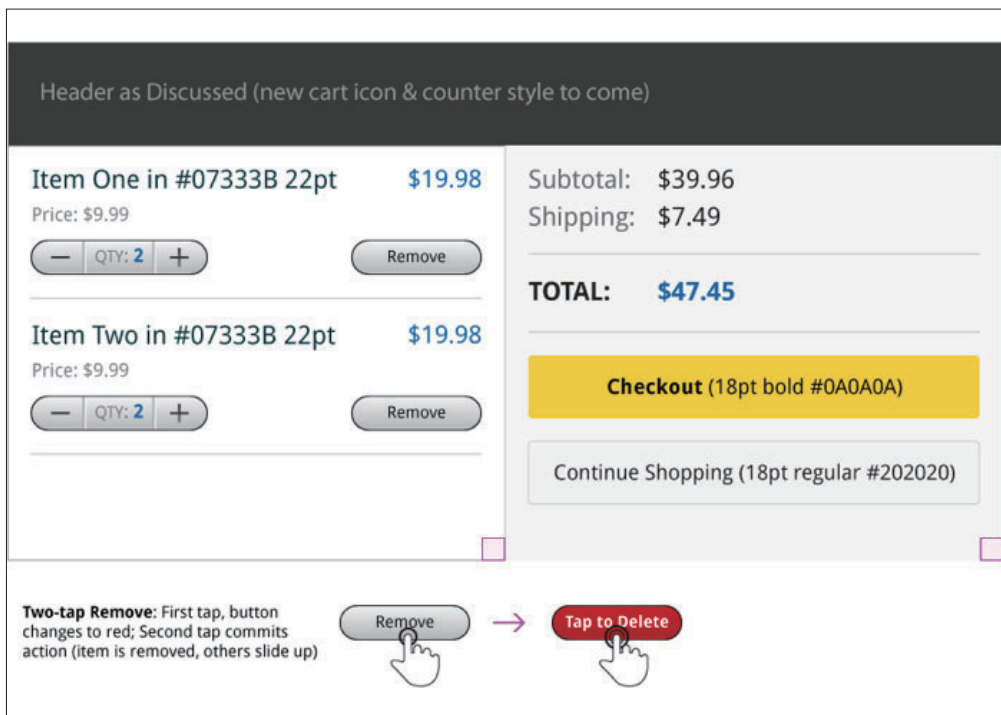 Header as Discussed (new cart icon & counter style to come)
Item One in #07333B 22pt $19.98
Price: $9.99
− QTY: 2 + Remove
Item Two in #07333B 22pt $19.98
Price: $9.99
− QTY: 2 + Remove
Subtotal: $39.96
Shipping: $7.49
TOTAL: $47.45
Checkout (18pt bold #0A0A0A)
Continue Shopping (18pt regular #202020)
Two-tap Remove: First tap, button
changes to red; Second tap commits
action (item is removed, others slide up)
Remove → Tap to Delete